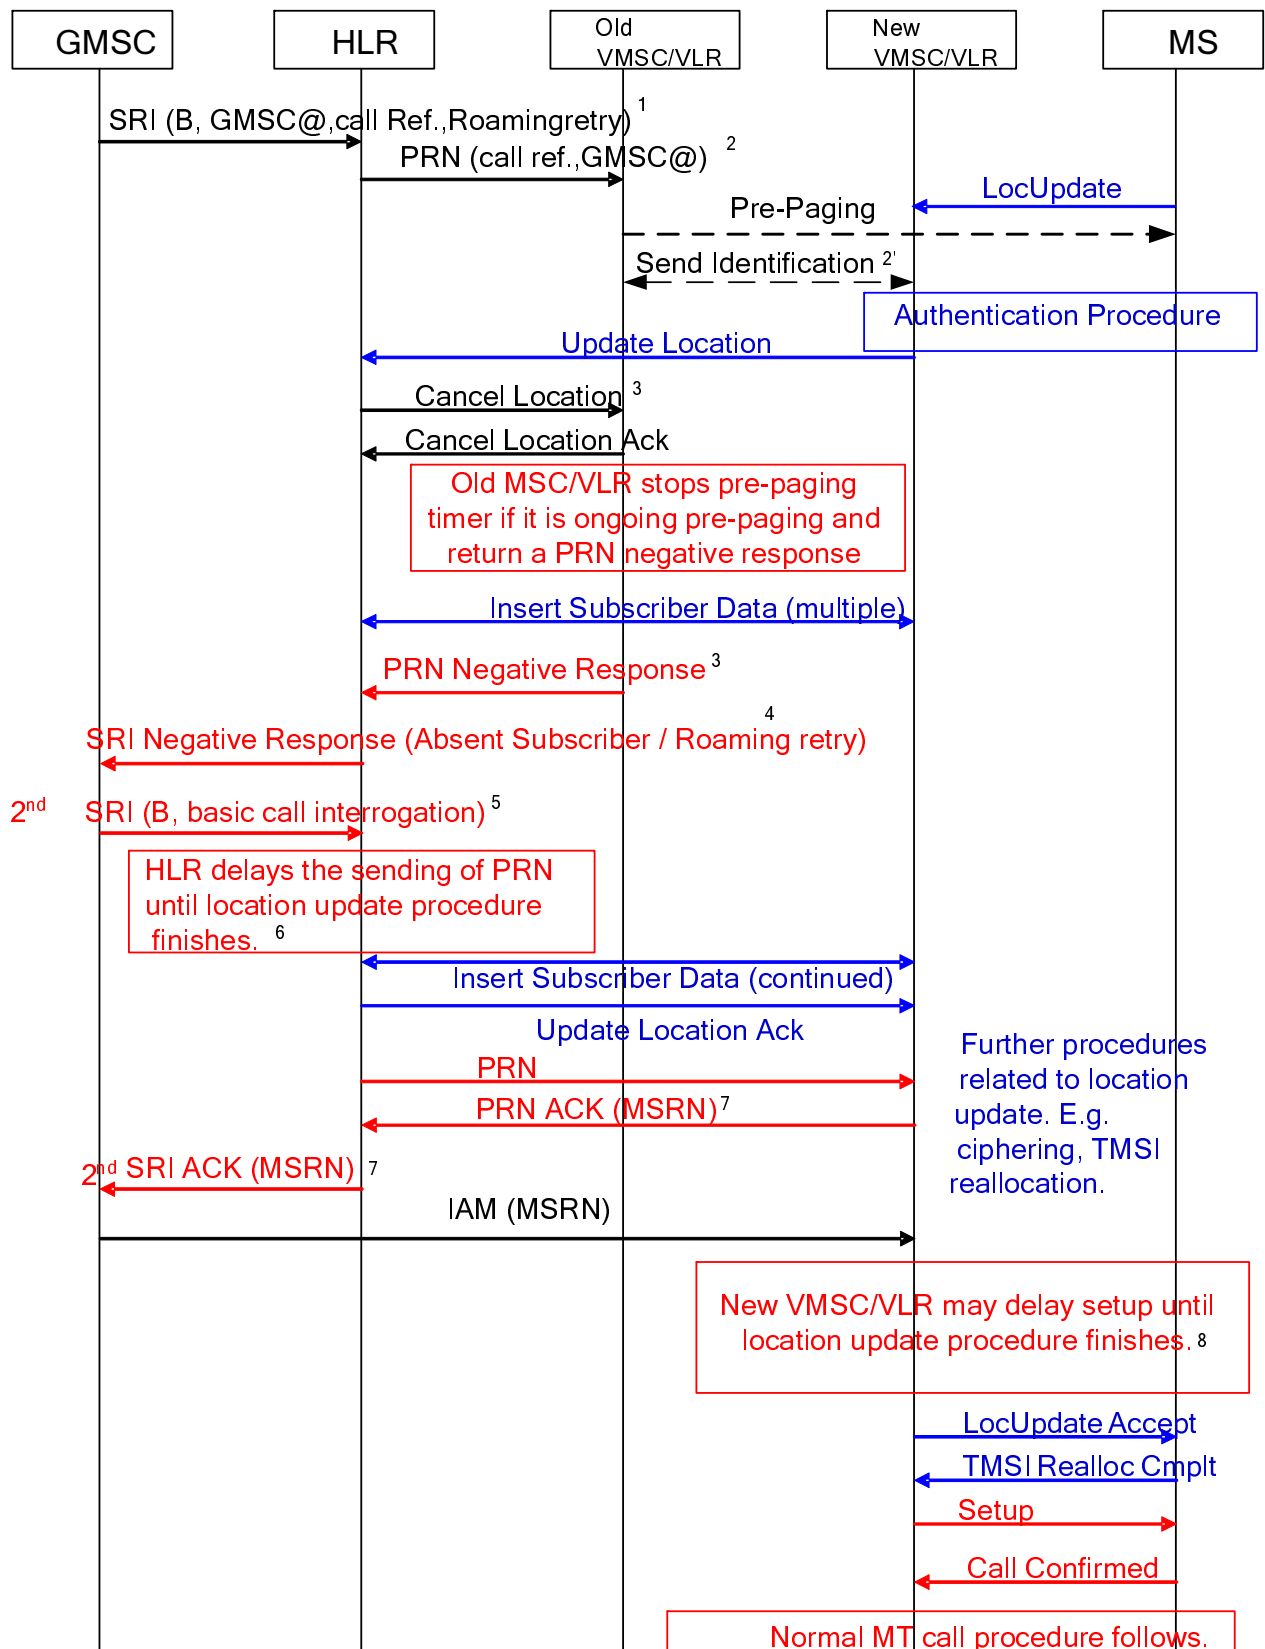 GMSC
HLR
Old
VMSC/VLR
New
VMSC/VLR
MS
SRI (B, GMSC@,call Ref.,Roamingretry) 1
PRN (call ref.,GMSC@) 2
LocUpdate
Pre-Paging
Send Identification 2'
Authentication Procedure
Update Location
Cancel Location 3
Cancel Location Ack
Old MSC/VLR stops pre-paging
timer if it is ongoing pre-paging and
return a PRN negative response
Insert Subscriber Data (multiple)
PRN Negative Response 3
4
SRI Negative Response (Absent Subscriber / Roaming retry)
2nd SRI (B, basic call interrogation) 5
HLR delays the sending of PRN
until location update procedure
finishes. 6
Insert Subscriber Data (continued)
Update Location Ack
Further procedures
related to location
update. E.g.
ciphering, TMSI
reallocation.
PRN
PRN ACK (MSRN) 7
2nd SRI ACK (MSRN) 7
IAM (MSRN)
New VMSC/VLR may delay setup until
location update procedure finishes. 8
LocUpdate Accept
TMSI Realloc Cmplt
Setup
Call Confirmed
Normal MT call procedure follows.